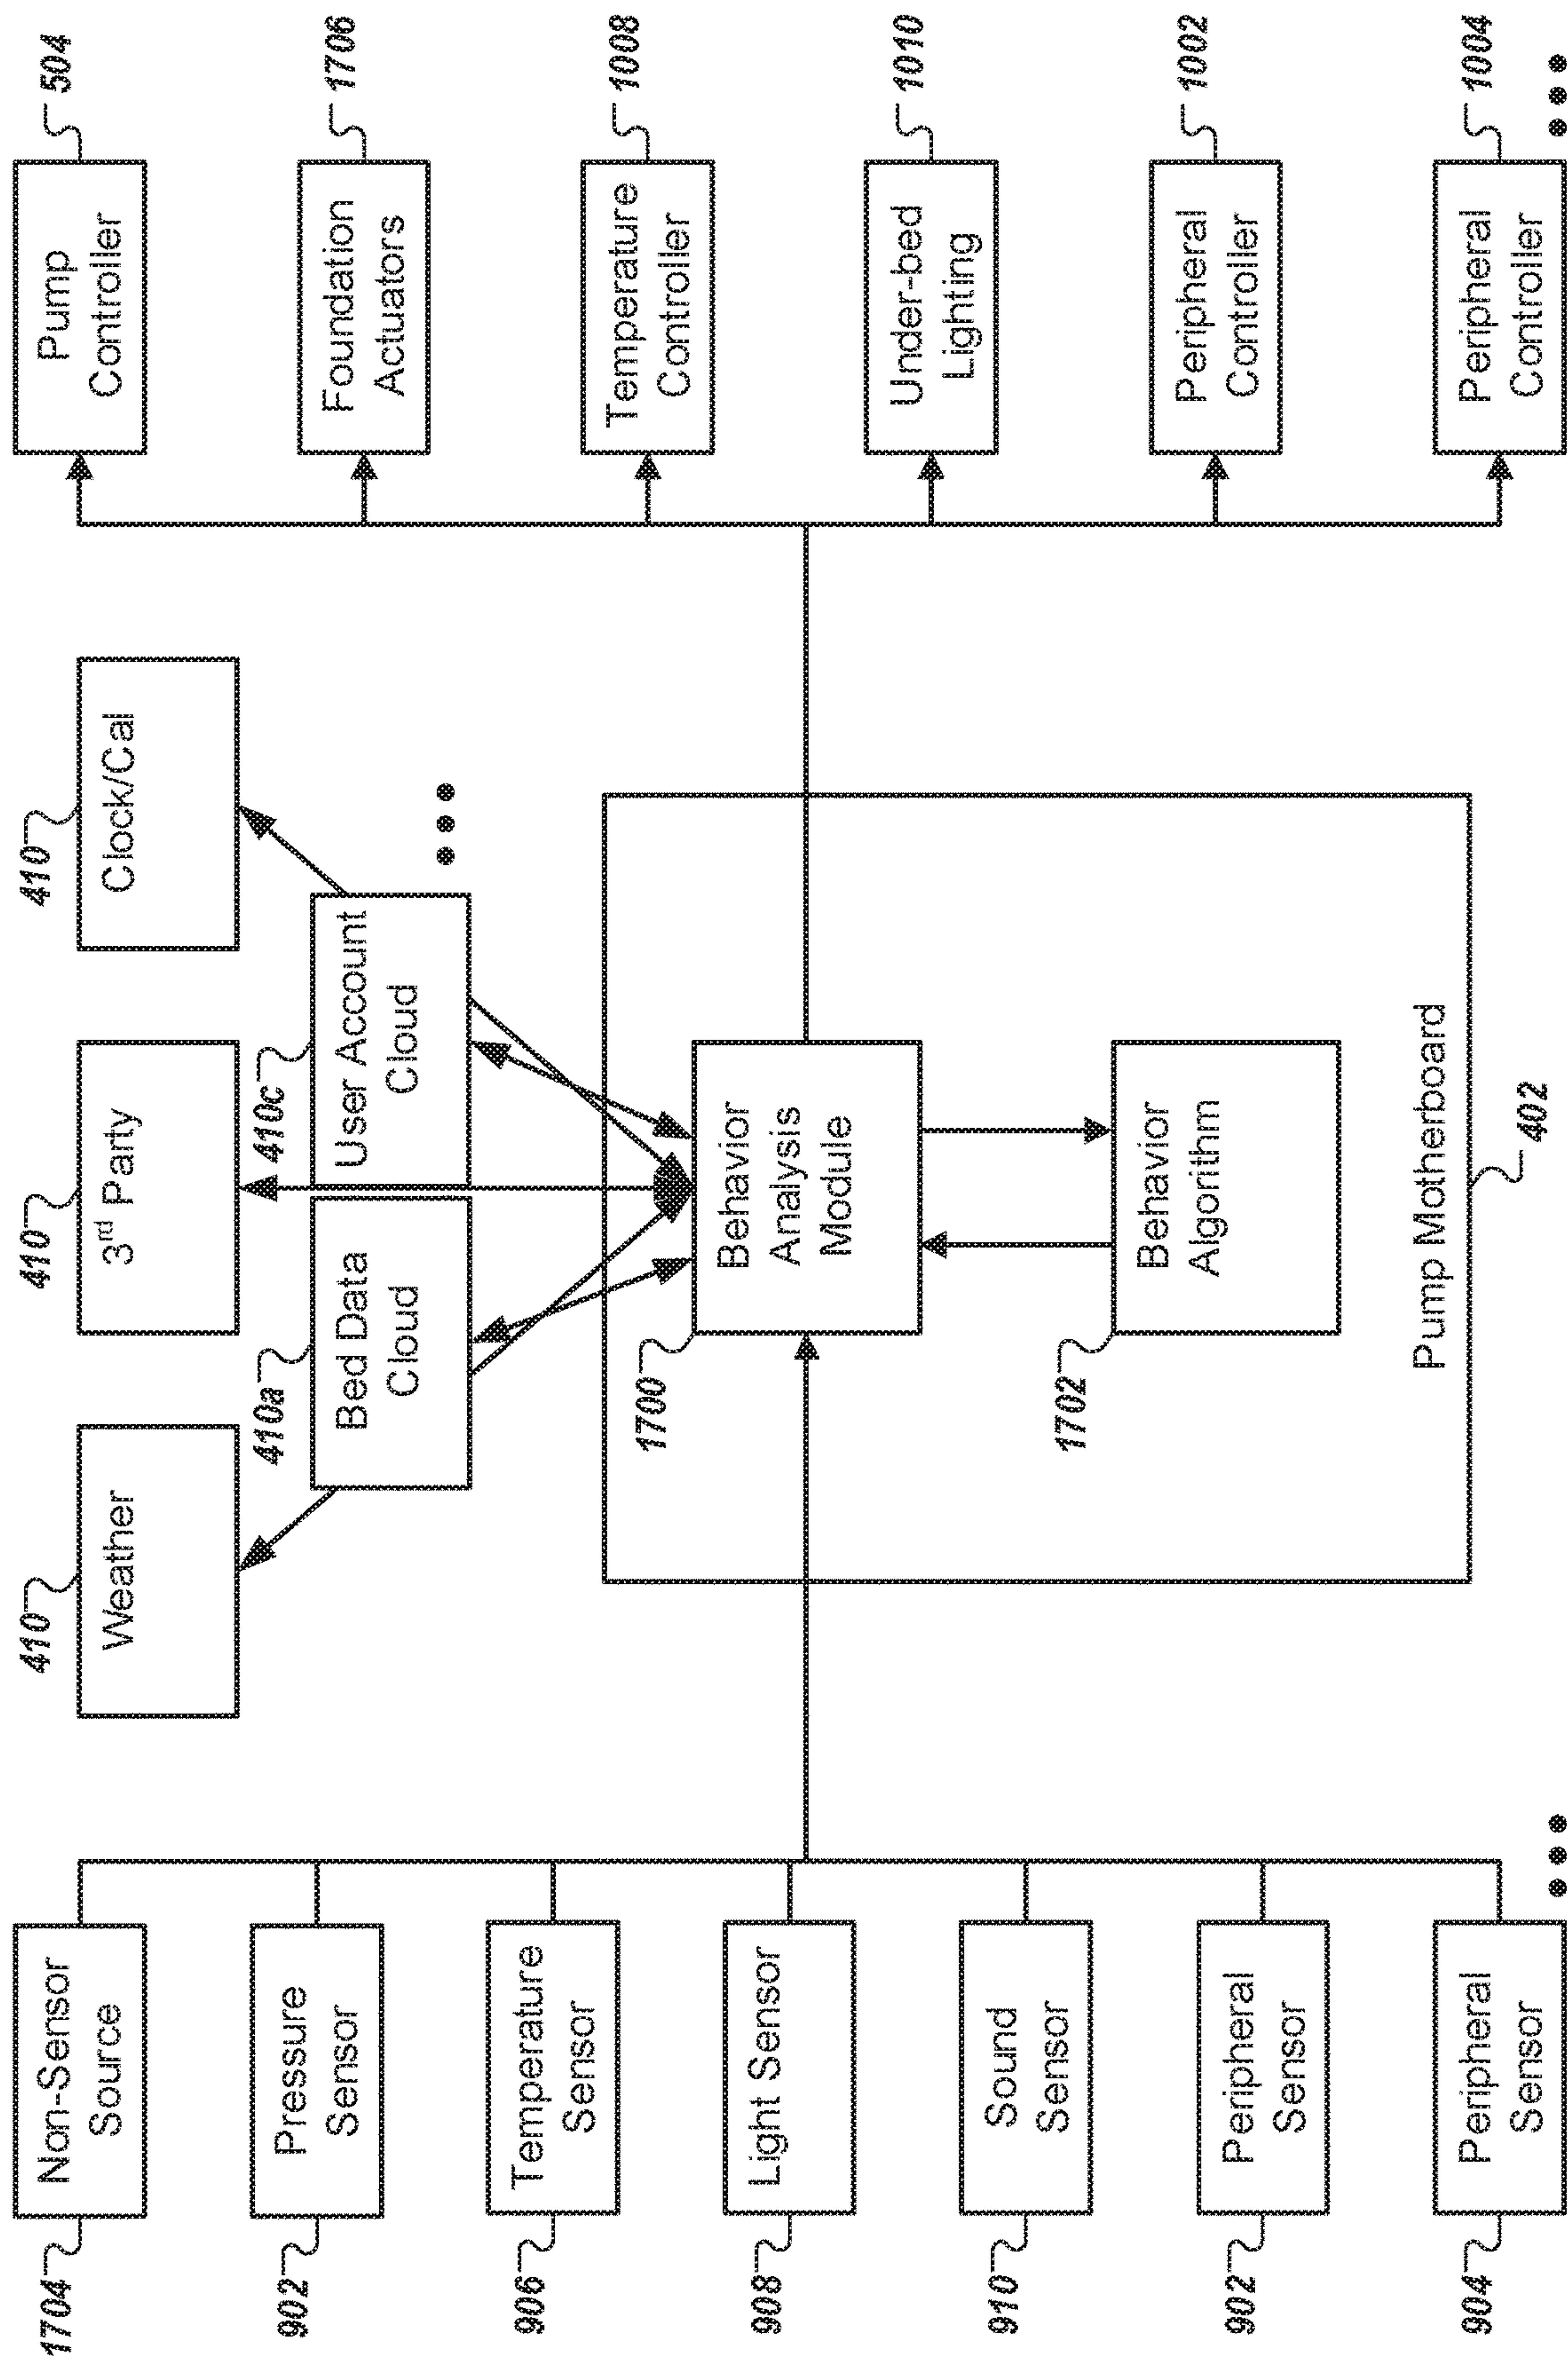 1704
Non-Sensor
Source
902
Pressure
Sensor
906
Temperature
Sensor
908
Light Sensor
910
Sound
Sensor
902
Peripheral
Sensor
904
Peripheral
Sensor
410
Weather
410
3rd Party
410
Clock/Cal
410a
Bed Data
Cloud
410c
User Account
Cloud
1700
Behavior
Analysis
Module
1702
Behavior
Algorithm
Pump Motherboard
402
Pump
Controller
504
Foundation
Actuators
1706
Temperature
Controller
1008
Under-bed
Lighting
1010
Peripheral
Controller
1002
Peripheral
Controller
1004